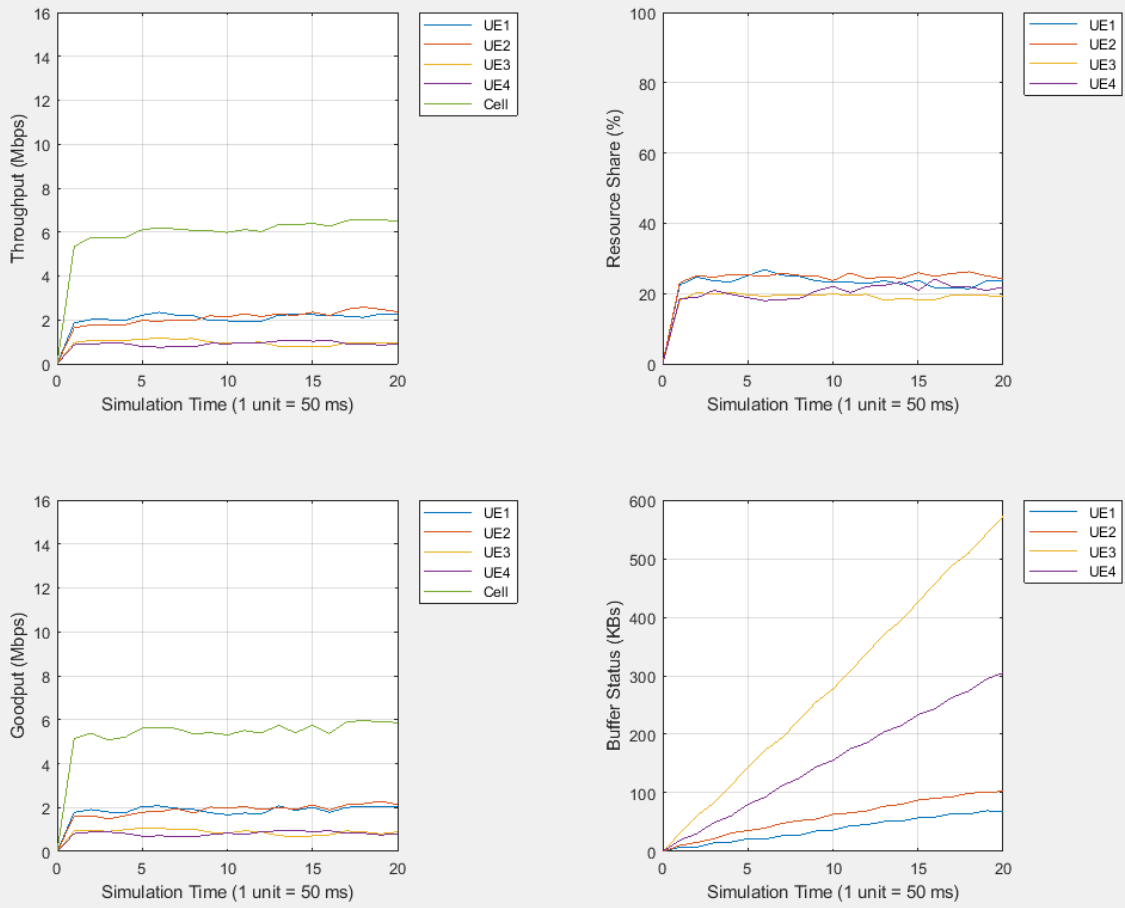 Throughput (Mbps)
16
14
12
10
8
6
4
2
0
0 5 10 15 20
Simulation Time (1 unit = 50 ms)
UE1
UE2
UE3
UE4
Cell
Resource Share (%)
100
80
60
40
20
0
0 5 10 15 20
Simulation Time (1 unit = 50 ms)
UE1
UE2
UE3
UE4
Goodput (Mbps)
16
14
12
10
8
6
4
2
0
0 5 10 15 20
Simulation Time (1 unit = 50 ms)
UE1
UE2
UE3
UE4
Cell
Buffer Status (KBs)
600
500
400
300
200
100
0
0 5 10 15 20
Simulation Time (1 unit = 50 ms)
UE1
UE2
UE3
UE4